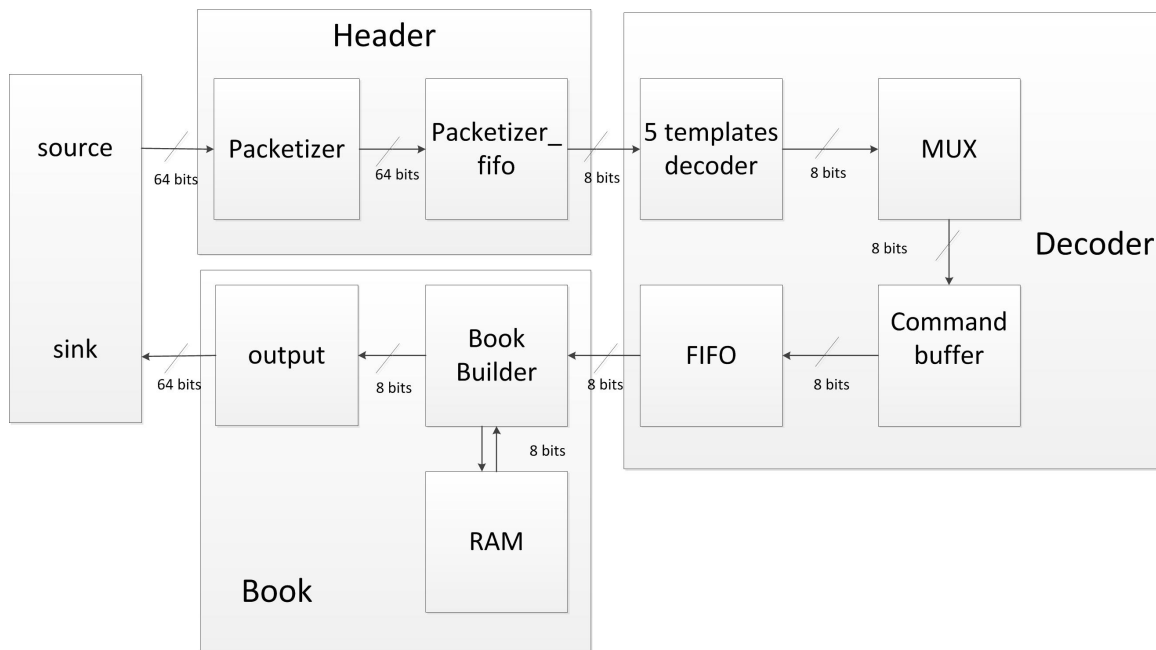 Header
source
64 bits
Packetizer
64 bits
Packetizer_
fifo
8 bits
5 templates
decoder
8 bits
MUX
8 bits
Decoder
Command
buffer
8 bits
FIFO
8 bits
Book
Builder
8 bits
output
64 bits
sink
8 bits
RAM
Book